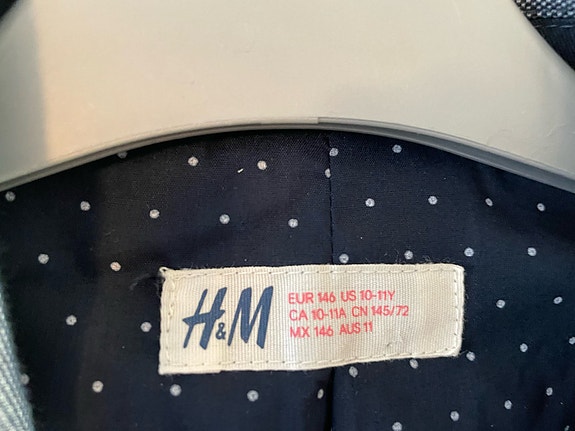 H&M
EUR 146 US 10-11Y
CA 10-11A CN 145/72
MX 146 AUS 11